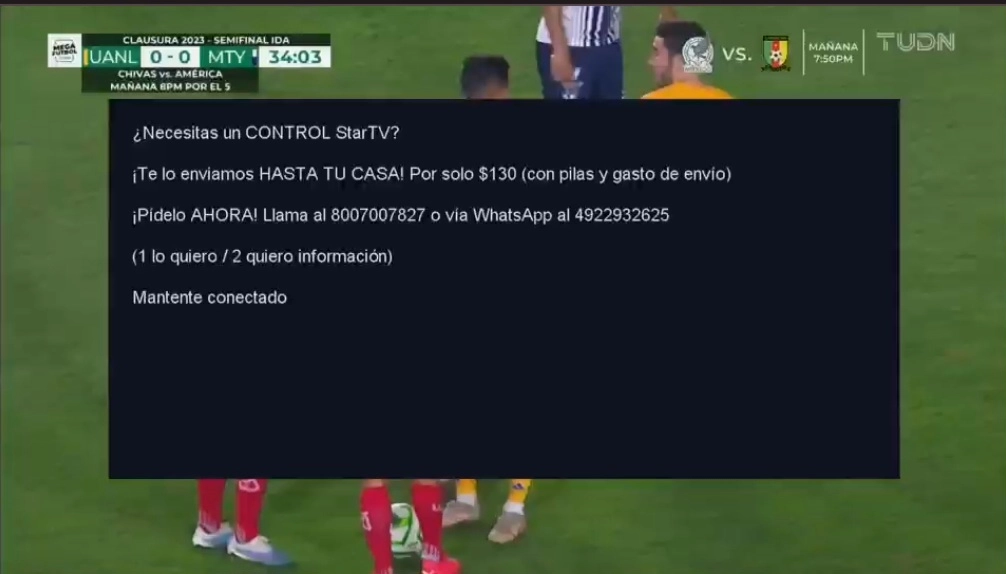 CLAUSURA 2023 - SEMIFINAL IDA
MEGA FUTBOL
UANL 0 - 0 MTY 34:03
CHIVAS vs. AMÉRICA
MAÑANA 8PM POR EL 5
VS.
MAÑANA
7:50PM
TUDN
¿Necesitas un CONTROL StarTV?
¡Te lo enviamos HASTA TU CASA! Por solo $130 (con pilas y gasto de envío)
¡Pídelo AHORA! Llama al 8007007827 o vía WhatsApp al 4922932625
(1 lo quiero / 2 quiero información)
Mantente conectado